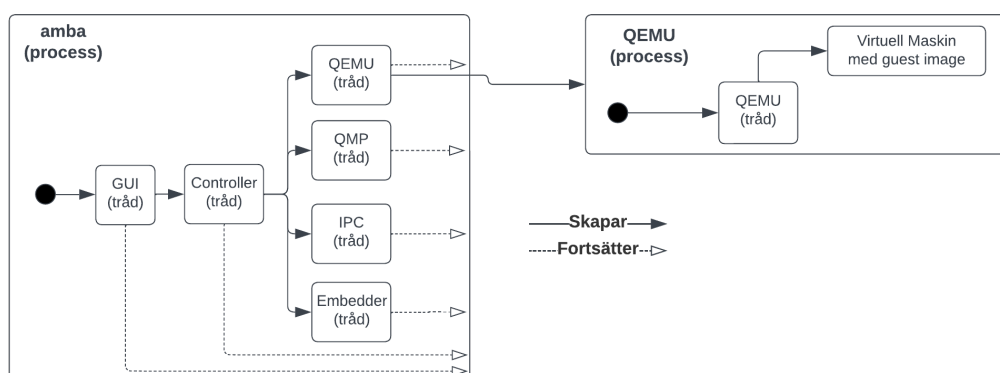 amba
(process)
QEMU
(tråd)
QMP
(tråd)
GUI
(tråd)
Controller
(tråd)
IPC
(tråd)
Embedder
(tråd)
QEMU
(process)
Virtuell Maskin
med guest image
QEMU
(tråd)
Skapar
Fortsätter